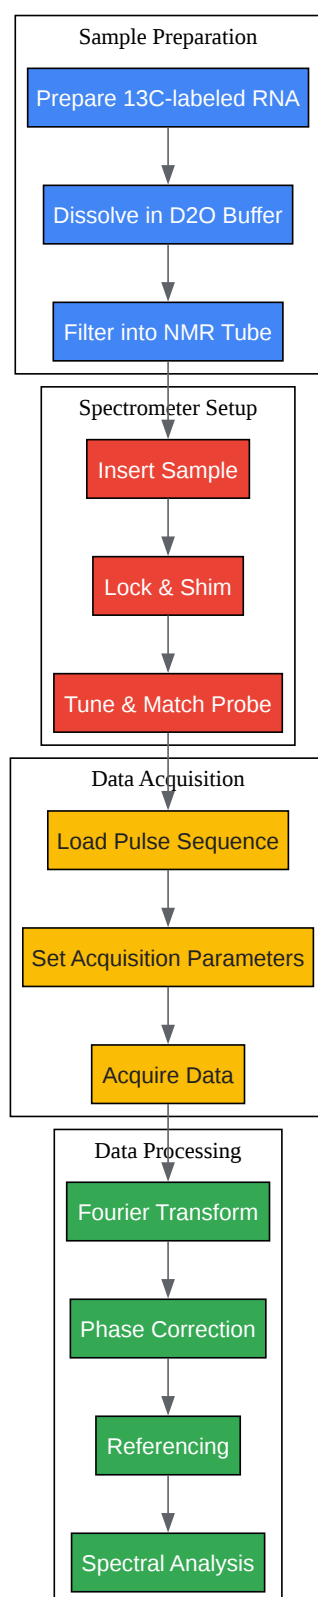 Sample Preparation
Prepare 13C-labeled RNA
Dissolve in D2O Buffer
Filter into NMR Tube
Spectrometer Setup
Insert Sample
Lock & Shim
Tune & Match Probe
Data Acquisition
Load Pulse Sequence
Set Acquisition Parameters
Acquire Data
Data Processing
Fourier Transform
Phase Correction
Referencing
Spectral Analysis